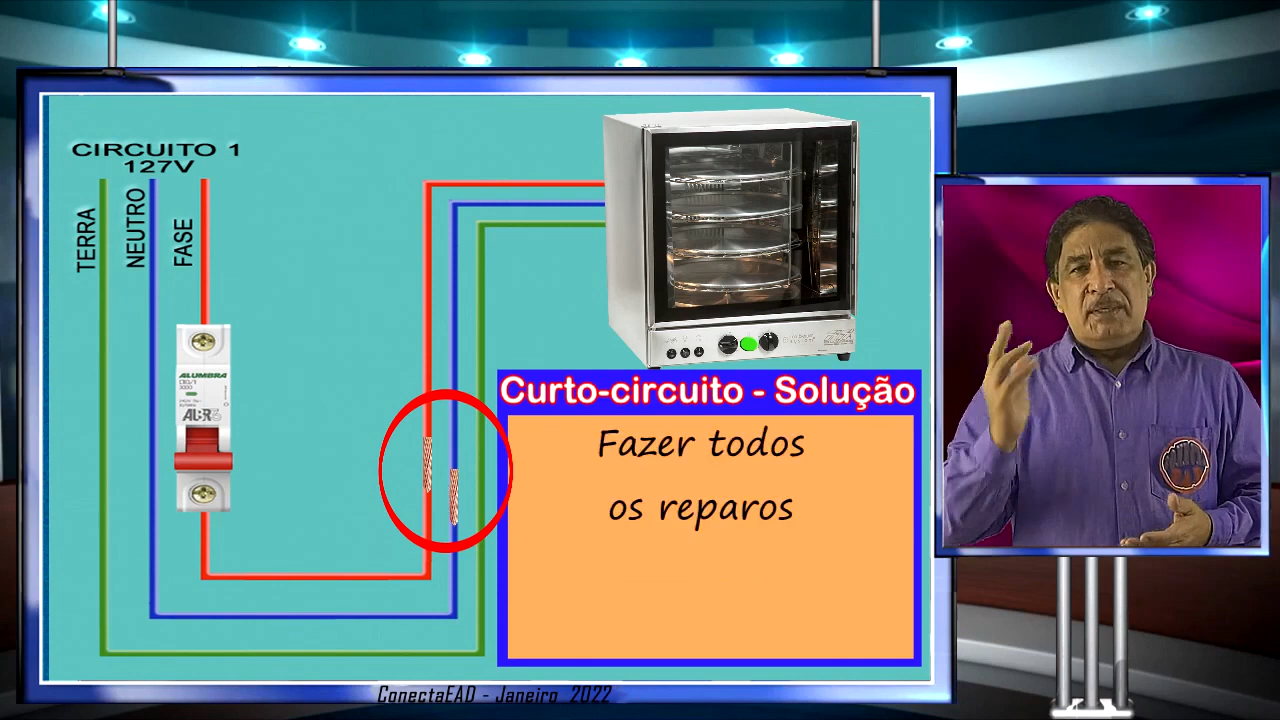 CIRCUITO 1
127V
TERRA
NEUTRO
FASE
ALUMBRA
Curto-circuito - Solução
Fazer todos
os reparos
ConectaEAD - Janeiro 2022